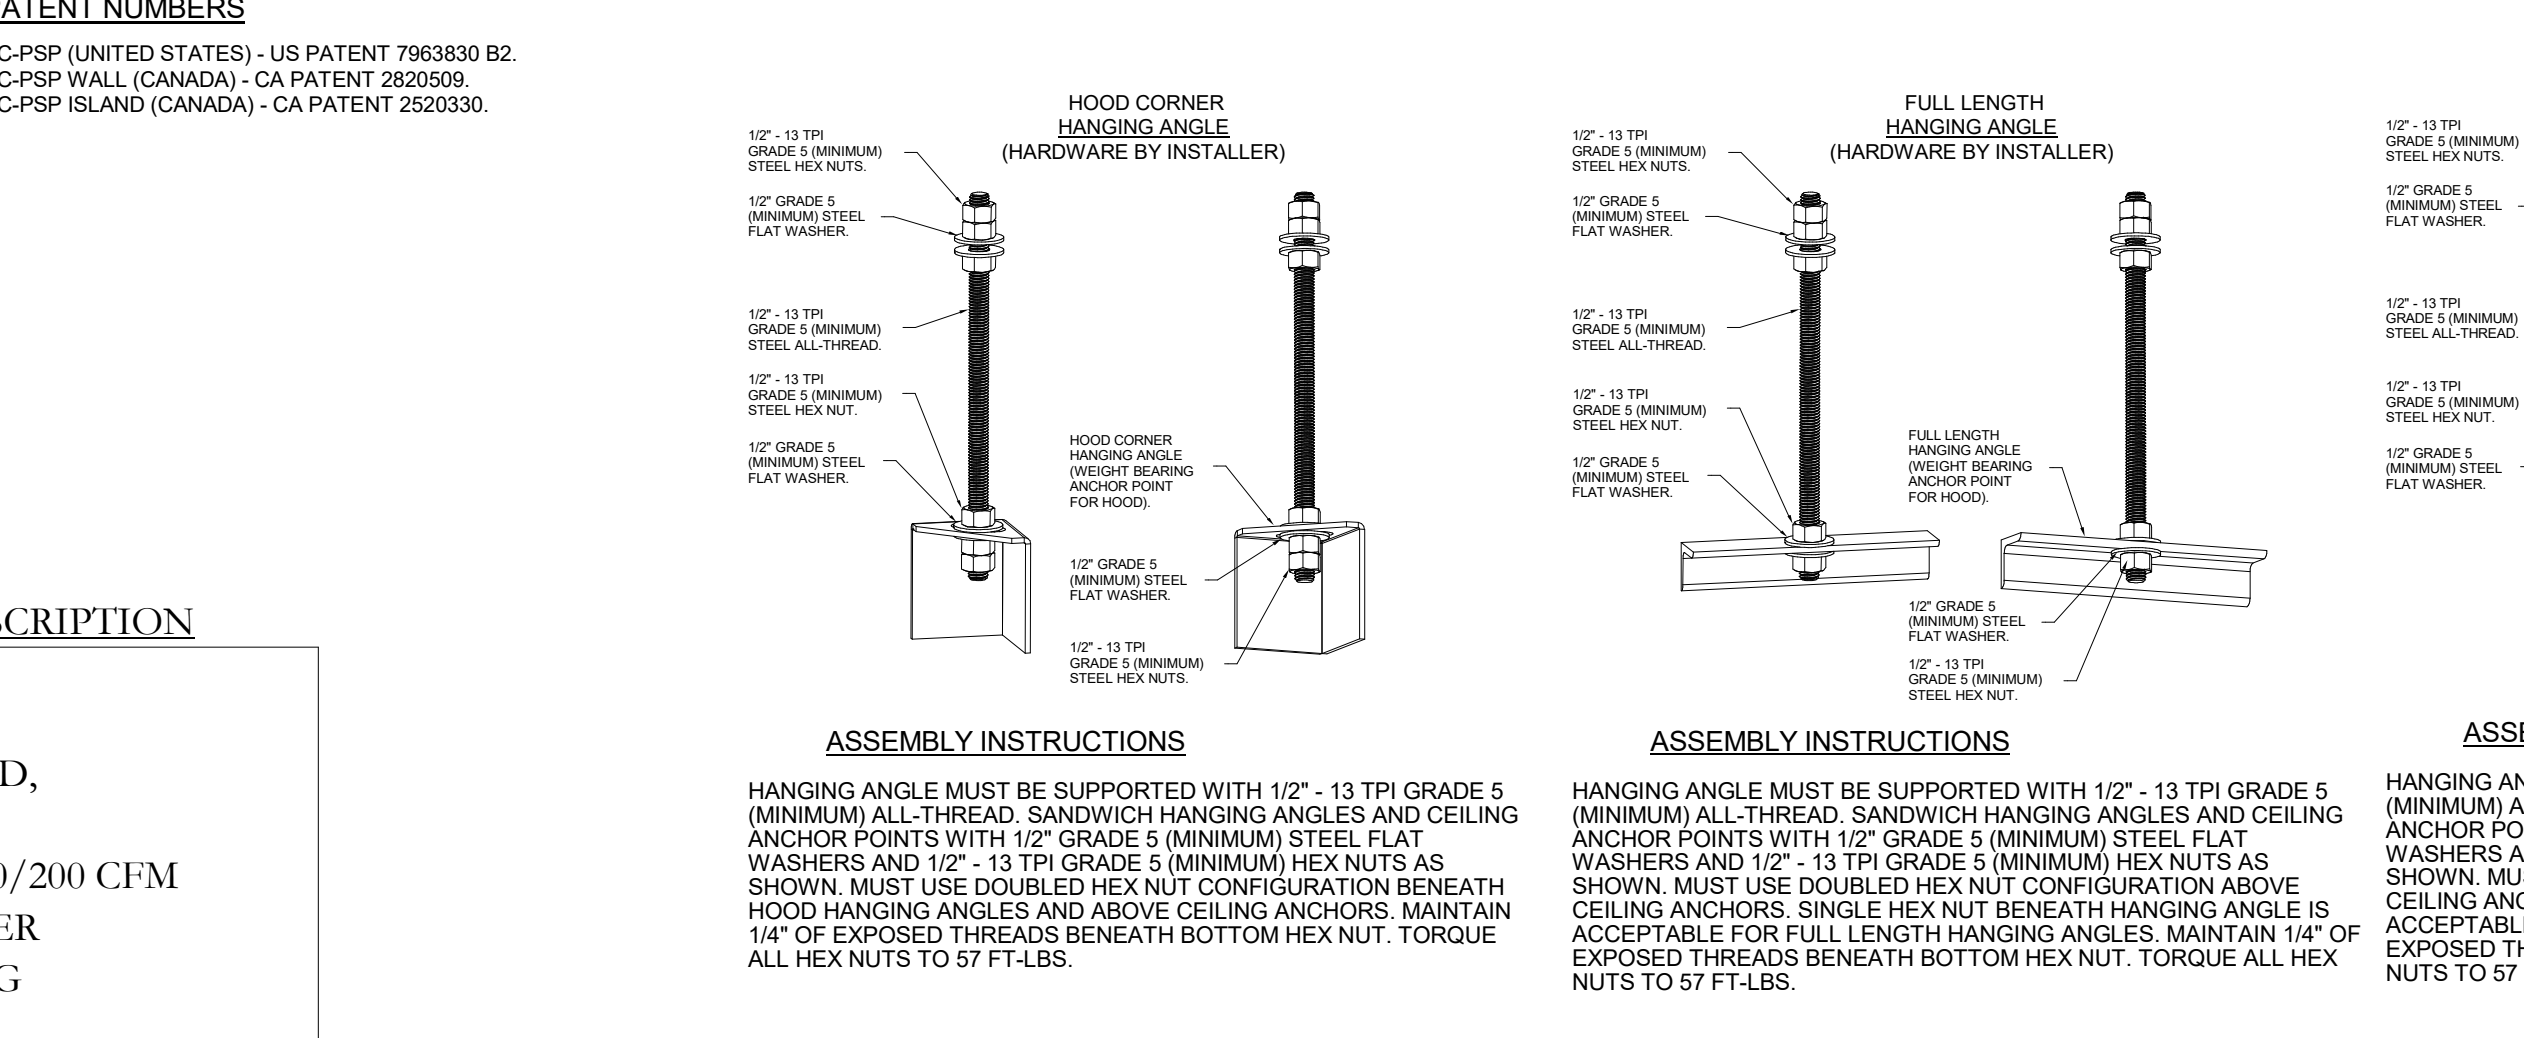 PATENT NUMBERS
C-PSP (UNITED STATES) - US PATENT 7963830 B2.
C-PSP WALL (CANADA) - CA PATENT 2820509.
C-PSP ISLAND (CANADA) - CA PATENT 2520330.
SCRIPTION
D,
0/200 CFM
ER
G
HOOD CORNER
HANGING ANGLE
(HARDWARE BY INSTALLER)
1/2" - 13 TPI
GRADE 5 (MINIMUM)
STEEL HEX NUTS.
1/2" GRADE 5
(MINIMUM) STEEL
FLAT WASHER.
1/2" - 13 TPI
GRADE 5 (MINIMUM)
STEEL ALL-THREAD.
1/2" - 13 TPI
GRADE 5 (MINIMUM)
STEEL HEX NUT.
1/2" GRADE 5
(MINIMUM) STEEL
FLAT WASHER.
HOOD CORNER
HANGING ANGLE
(WEIGHT BEARING
ANCHOR POINT
FOR HOOD).
1/2" GRADE 5
(MINIMUM) STEEL
FLAT WASHER.
1/2" - 13 TPI
GRADE 5 (MINIMUM)
STEEL HEX NUTS.
ASSEMBLY INSTRUCTIONS
HANGING ANGLE MUST BE SUPPORTED WITH 1/2" - 13 TPI GRADE 5
(MINIMUM) ALL-THREAD. SANDWICH HANGING ANGLES AND CEILING
ANCHOR POINTS WITH 1/2" GRADE 5 (MINIMUM) STEEL FLAT
WASHERS AND 1/2" - 13 TPI GRADE 5 (MINIMUM) HEX NUTS AS
SHOWN. MUST USE DOUBLED HEX NUT CONFIGURATION BENEATH
HOOD HANGING ANGLES AND ABOVE CEILING ANCHORS. MAINTAIN
1/4" OF EXPOSED THREADS BENEATH BOTTOM HEX NUT. TORQUE
ALL HEX NUTS TO 57 FT-LBS.
FULL LENGTH
HANGING ANGLE
(HARDWARE BY INSTALLER)
1/2" - 13 TPI
GRADE 5 (MINIMUM)
STEEL HEX NUTS.
1/2" GRADE 5
(MINIMUM) STEEL
FLAT WASHER.
1/2" - 13 TPI
GRADE 5 (MINIMUM)
STEEL ALL-THREAD.
1/2" - 13 TPI
GRADE 5 (MINIMUM)
STEEL HEX NUT.
1/2" GRADE 5
(MINIMUM) STEEL
FLAT WASHER.
FULL LENGTH
HANGING ANGLE
(WEIGHT BEARING
ANCHOR POINT
FOR HOOD).
1/2" GRADE 5
(MINIMUM) STEEL
FLAT WASHER.
1/2" - 13 TPI
GRADE 5 (MINIMUM)
STEEL HEX NUT.
ASSEMBLY INSTRUCTIONS
HANGING ANGLE MUST BE SUPPORTED WITH 1/2" - 13 TPI GRADE 5
(MINIMUM) ALL-THREAD. SANDWICH HANGING ANGLES AND CEILING
ANCHOR POINTS WITH 1/2" GRADE 5 (MINIMUM) STEEL FLAT
WASHERS AND 1/2" - 13 TPI GRADE 5 (MINIMUM) HEX NUTS AS
SHOWN. MUST USE DOUBLED HEX NUT CONFIGURATION ABOVE
CEILING ANCHORS. SINGLE HEX NUT BENEATH HANGING ANGLE IS
ACCEPTABLE FOR FULL LENGTH HANGING ANGLES. MAINTAIN 1/4" OF
EXPOSED THREADS BENEATH BOTTOM HEX NUT. TORQUE ALL HEX
NUTS TO 57 FT-LBS.
1/2" - 13 TPI
GRADE 5 (MINIMUM)
STEEL HEX NUTS.
1/2" GRADE 5
(MINIMUM) STEEL
FLAT WASHER.
1/2" - 13 TPI
GRADE 5 (MINIMUM)
STEEL ALL-THREAD.
1/2" - 13 TPI
GRADE 5 (MINIMUM)
STEEL HEX NUT.
1/2" GRADE 5
(MINIMUM) STEEL
FLAT WASHER.
ASSE
HANGING AN
(MINIMUM) A
ANCHOR PO
WASHERS A
SHOWN. MU
CEILING ANC
ACCEPTABL
EXPOSED TH
NUTS TO 57